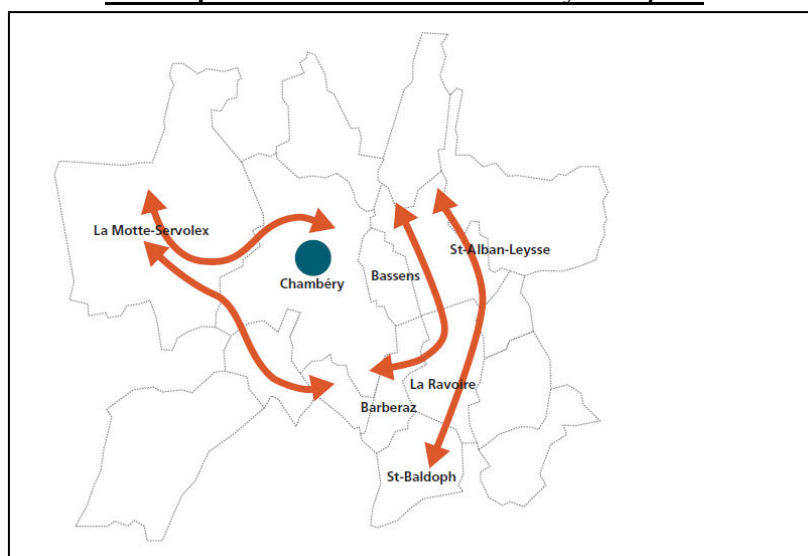 La Motte-Servolex
St-Alban-Leysse
Bassens
Chambéry
La Ravoire
Barberaz
St-Baldoph